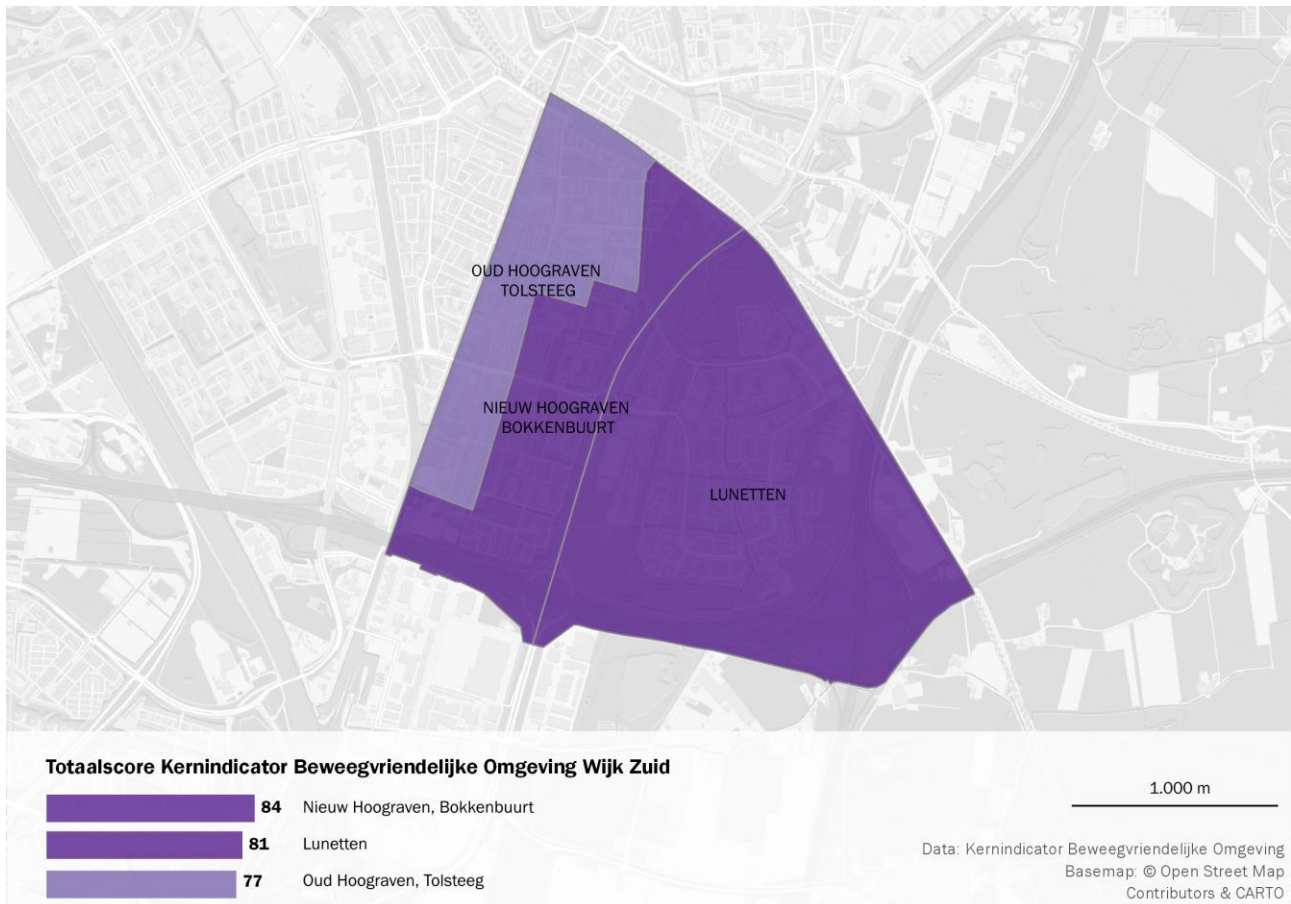 OUD HOOGRAVEN
TOLSTEEG
NIEUW HOOGRAVEN
BOKKENBUURT
LUNETTEN
Totaalscore Kernindicator Beweegvriendelijke Omgeving Wijk Zuid
84 Nieuw Hoograven, Bokkenbuurt
81 Lunetten
77 Oud Hoograven, Tolsteeg
1.000 m
Data: Kernindicator Beweegvriendelijke Omgeving
Basemap: © Open Street Map
Contributors & CARTO